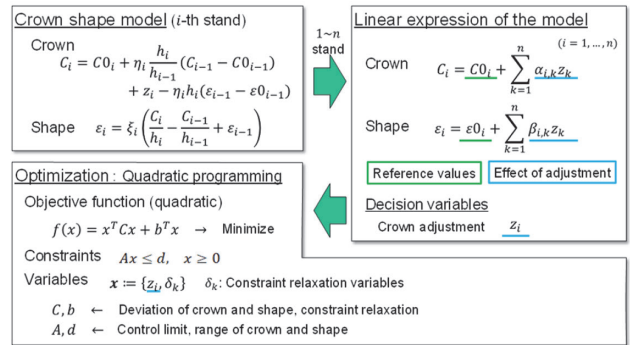 Crown shape model (i-th stand)
Crown
C_i = C0_i + η_i h_i/h_{i-1} (C_{i-1} − C0_{i-1})
+ z_i − η_i h_i(ε_{i-1} − ε0_{i-1})
Shape ε_i = ξ_i (C_i/h_i − C_{i-1}/h_{i-1} + ε_{i-1})
1~n
stand
Linear expression of the model
(i = 1, ..., n)
Crown C_i = C0_i + ∑_{k=1}^{n} α_{i,k} z_k
Shape ε_i = ε0_i + ∑_{k=1}^{n} β_{i,k} z_k
Reference values Effect of adjustment
Decision variables
Crown adjustment z_i
Optimization : Quadratic programming
Objective function (quadratic)
f(x) = x^T Cx + b^T x → Minimize
Constraints Ax ≤ d, x ≥ 0
Variables x ≔ {z_i, δ_k} δ_k: Constraint relaxation variables
C, b ← Deviation of crown and shape, constraint relaxation
A, d ← Control limit, range of crown and shape